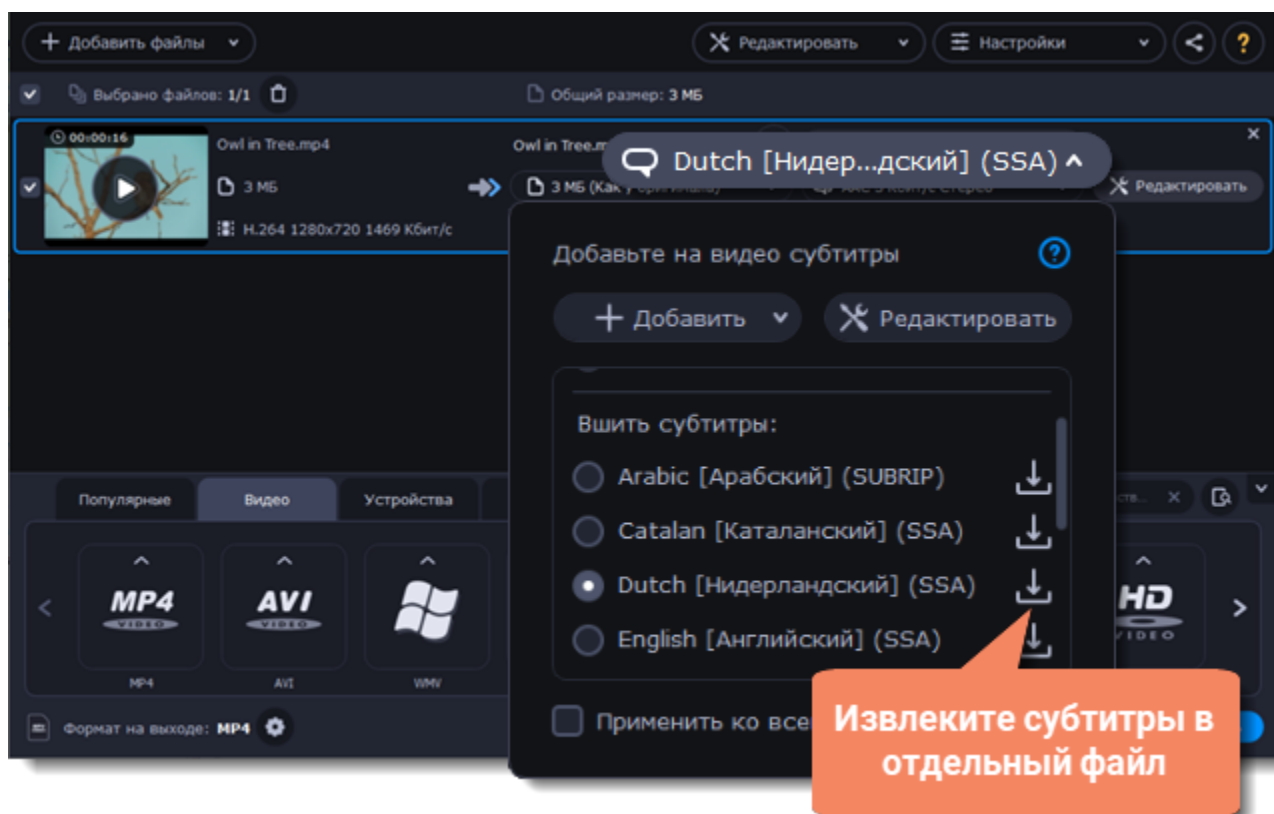 Добавить файлы
Редактировать
Настройки
?
Выбрано файлов: 1/1
Общий размер: 3 МБ
00:00:16
Owl in Tree.mp4
Owl in Tree.m
Dutch [Нидер...дский] (SSA)
3 МБ
3 МБ (Как у оригинала)
Редактировать
H.264 1280x720 1469 Кбит/с
Добавьте на видео субтитры
?
Добавить
Редактировать
Вшить субтитры:
Arabic [Арабский] (SUBRIP)
Catalan [Каталанский] (SSA)
Dutch [Нидерландский] (SSA)
English [Английский] (SSA)
Популярные
Видео
Устройства
MP4
VIDEO
AVI
VIDEO
HD
VIDEO
MP4
AVI
WMV
Применить ко все
Извлеките субтитры в
отдельный файл
Формат на выходе: MP4